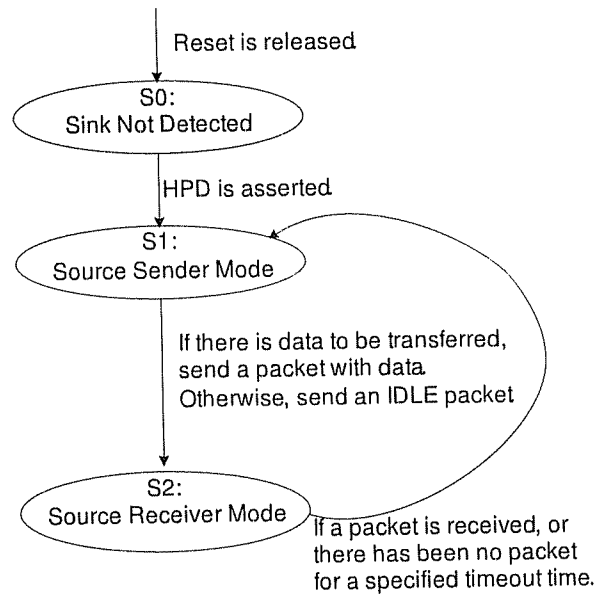 Reset is released.
S0:
Sink Not Detected
HPD is asserted.
S1:
Source Sender Mode
If there is data to be transferred,
send a packet with data.
Otherwise, send an IDLE packet
S2:
Source Receiver Mode
If a packet is received, or
there has been no packet
for a specified timeout time.